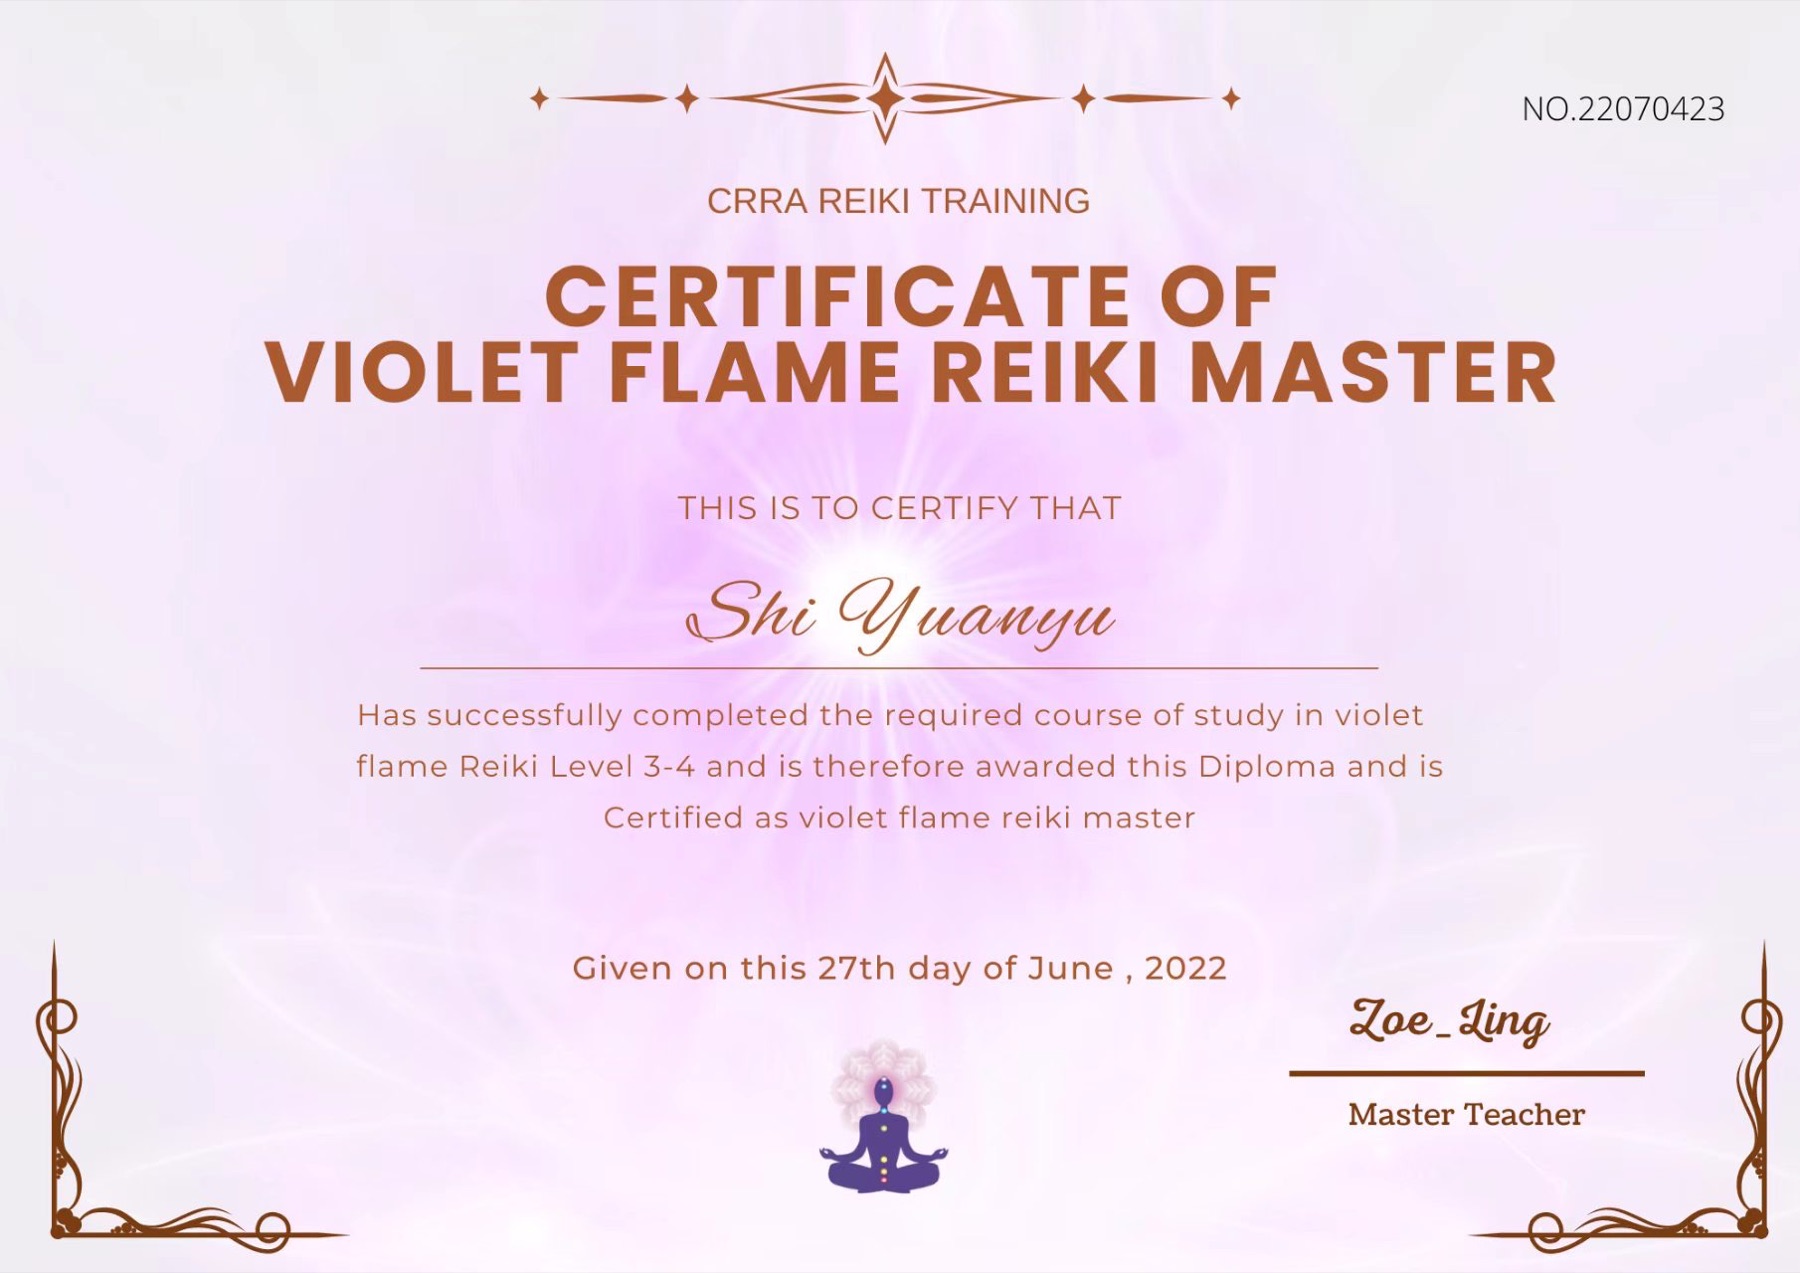 NO.22070423
CRRA REIKI TRAINING
CERTIFICATE OF
VIOLET FLAME REIKI MASTER
THIS IS TO CERTIFY THAT
Shi Yuanyu
Has successfully completed the required course of study in violet
flame Reiki Level 3-4 and is therefore awarded this Diploma and is
Certified as violet flame reiki master
Given on this 27th day of June , 2022
Zoe_Ling
Master Teacher